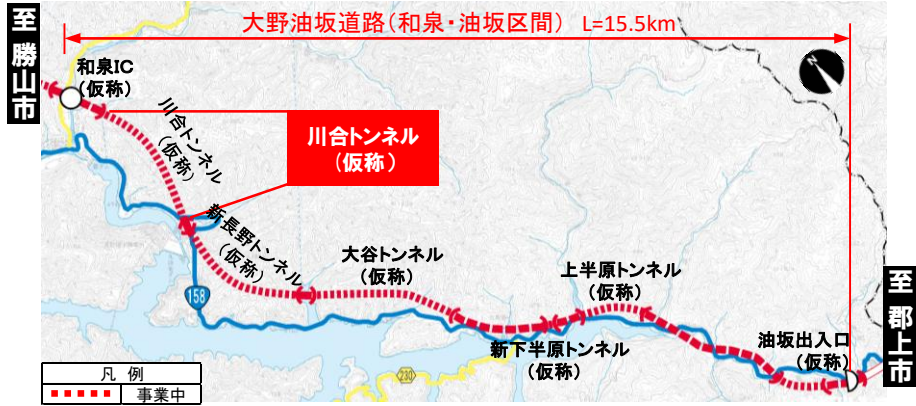 大野油坂道路(和泉・油坂区間) L=15.5km
至 勝山市
和泉IC
(仮称)
川合トンネル
(仮称)
川合トンネル
(仮称)
新長野トンネル
(仮称)
大谷トンネル
(仮称)
上半原トンネル
(仮称)
158
新下半原トンネル
(仮称)
油坂出入口
(仮称)
至 郡上市
230
凡 例
事業中